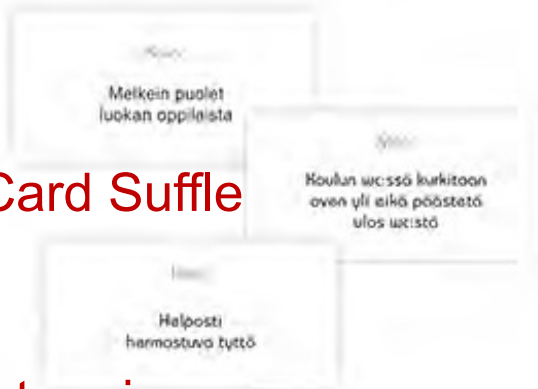 Melkein puolet
luokan oppilaista
Card Suffle
Koulun wc:ssä kurkitaan
oven yli eikä päästetä
ulos wc:stä
Helposti
hermostuva tyttö